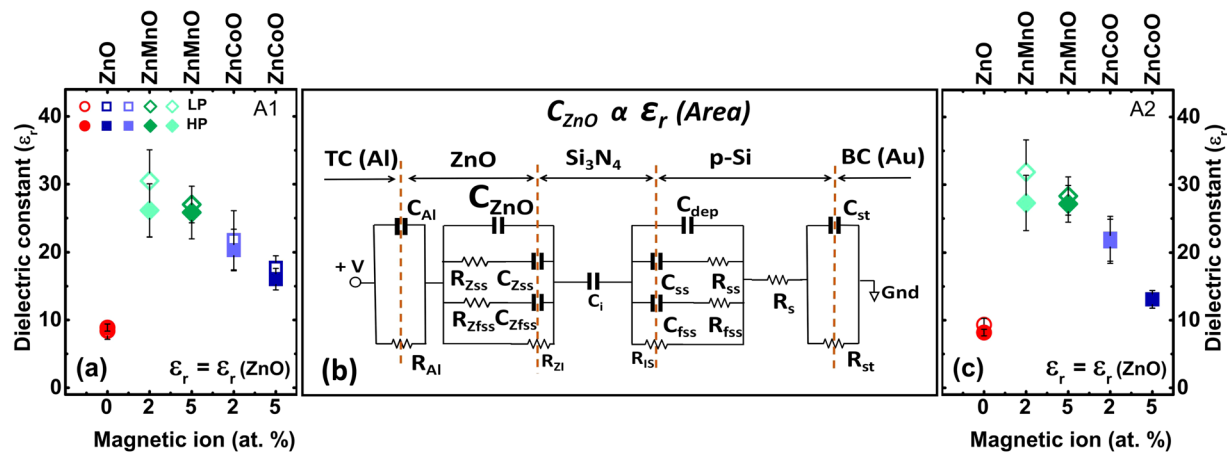 ZnO ZnMnO ZnMnO ZnCoO ZnCoO
A1
LP
HP
Dielectric constant (εr)
40
30
20
10
0
(a)
εr = εr (ZnO)
0 2 5 2 5
Magnetic ion (at. %)
CZnO α εr (Area)
TC (Al) ZnO Si3N4 p-Si BC (Au)
CAl CZnO Cdep Cst
+ V
RZss CZss Css Rss
Ci Rs Gnd
RZfss CZfss Cfss Rfss
RAl RZI RIS Rst
(b)
ZnO ZnMnO ZnMnO ZnCoO ZnCoO
A2
40
30
20
10
0
Dielectric constant (εr)
(c)
εr = εr (ZnO)
0 2 5 2 5
Magnetic ion (at. %)